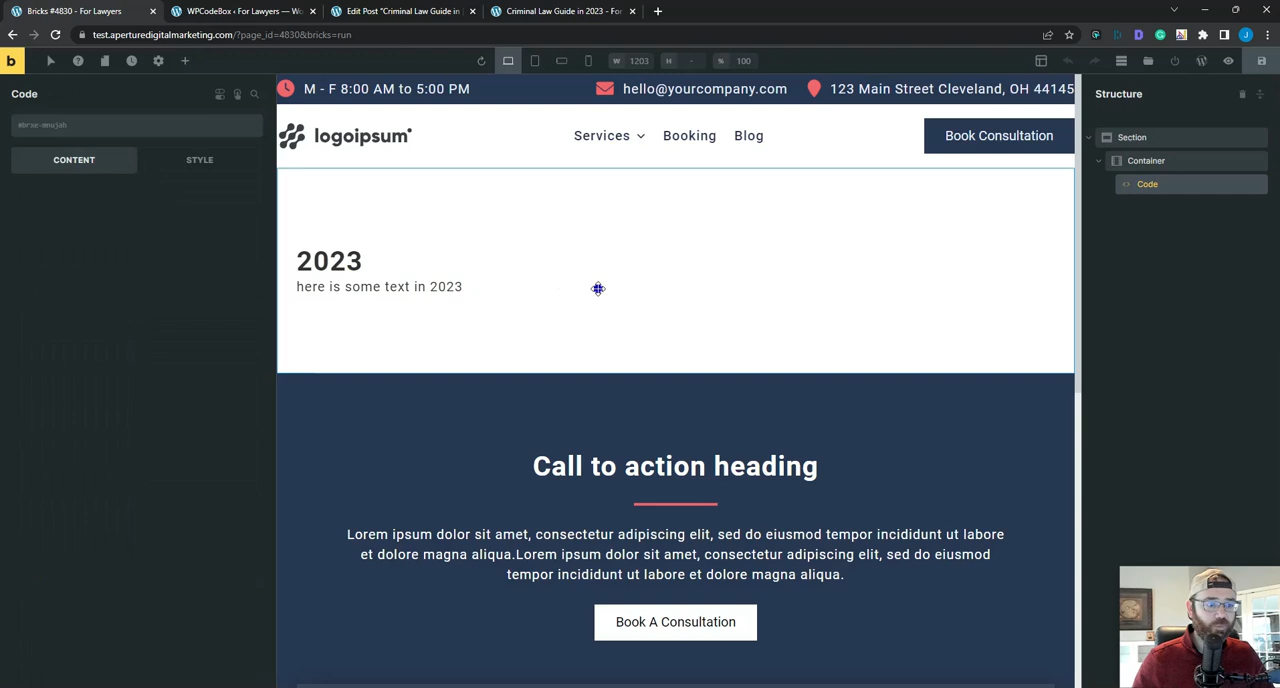 Bricks #4830 - For Lawyers
WPCodeBox ‹ For Lawyers — Wo
Edit Post "Criminal Law Guide in
Criminal Law Guide in 2023 - For
test.aperturedigitalmarketing.com/?page_id=4830&bricks=run
b
W 1203 H - % 100
Code
#brxe-mnujah
CONTENT STYLE
M - F 8:00 AM to 5:00 PM
hello@yourcompany.com
123 Main Street Cleveland, OH 44145
logoipsum
Services Booking Blog
Book Consultation
2023
here is some text in 2023
Call to action heading
Lorem ipsum dolor sit amet, consectetur adipiscing elit, sed do eiusmod tempor incididunt ut labore
et dolore magna aliqua.Lorem ipsum dolor sit amet, consectetur adipiscing elit, sed do eiusmod
tempor incididunt ut labore et dolore magna aliqua.
Book A Consultation
Structure
Section
Container
Code